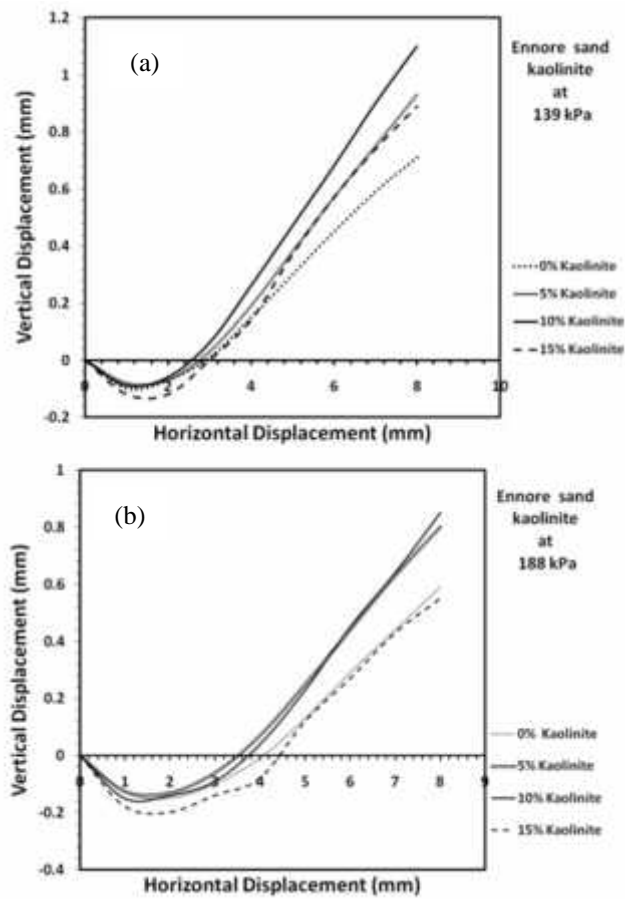 (a)
Ennore sand
kaolinite
at
139 kPa
Vertical Displacement (mm)
1.2
1
0.8
0.6
0.4
0.2
0
-0.2
0
2
4
6
8
10
Horizontal Displacement (mm)
0% Kaolinite
5% Kaolinite
10% Kaolinite
15% Kaolinite
(b)
Ennore sand
kaolinite
at
188 kPa
Vertical Displacement (mm)
1
0.8
0.6
0.4
0.2
0
-0.2
-0.4
0
1
2
3
4
5
6
7
8
9
Horizontal Displacement (mm)
0% Kaolinite
5% Kaolinite
10% Kaolinite
15% Kaolinite